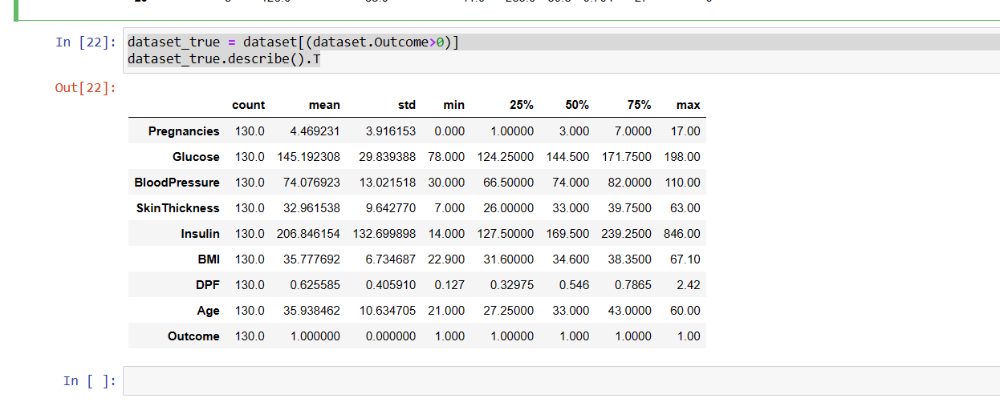 In [22]: dataset_true = dataset[(dataset.Outcome>0)]
dataset_true.describe().T
Out[22]:
count mean std min 25% 50% 75% max
Pregnancies 130.0 4.469231 3.916153 0.000 1.00000 3.000 7.0000 17.00
Glucose 130.0 145.192308 29.839388 78.000 124.25000 144.500 171.7500 198.00
BloodPressure 130.0 74.076923 13.021518 30.000 66.50000 74.000 82.0000 110.00
SkinThickness 130.0 32.961538 9.642770 7.000 26.00000 33.000 39.7500 63.00
Insulin 130.0 206.846154 132.699898 14.000 127.50000 169.500 239.2500 846.00
BMI 130.0 35.777692 6.734687 22.900 31.60000 34.600 38.3500 67.10
DPF 130.0 0.625585 0.405910 0.127 0.32975 0.546 0.7865 2.42
Age 130.0 35.938462 10.634705 21.000 27.25000 33.000 43.0000 60.00
Outcome 130.0 1.000000 0.000000 1.000 1.00000 1.000 1.0000 1.00
In [ ]: